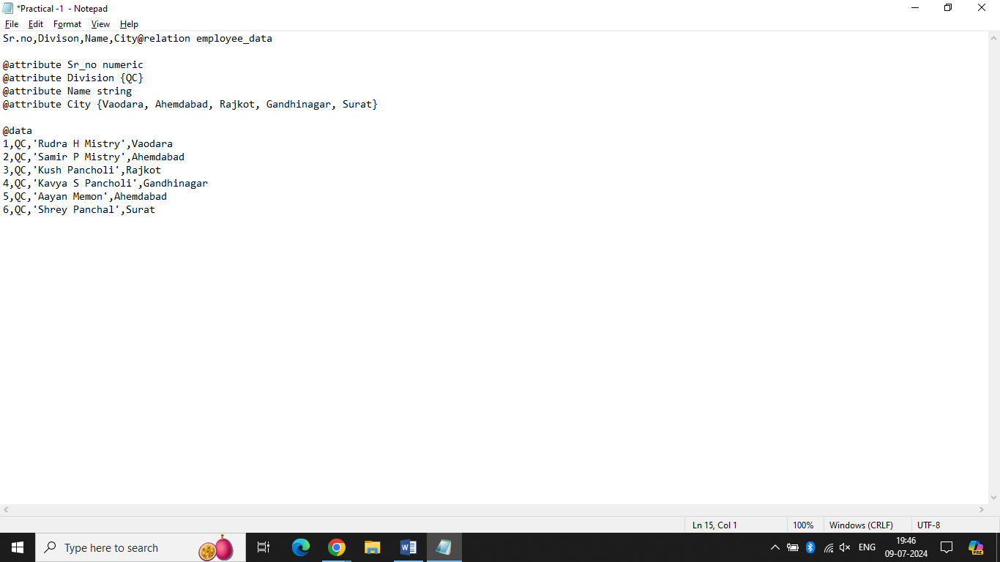 *Practical -1 - Notepad
File Edit Format View Help
Sr.no,Divison,Name,City@relation employee_data
@attribute Sr_no numeric
@attribute Division {QC}
@attribute Name string
@attribute City {Vaodara, Ahemdabad, Rajkot, Gandhinagar, Surat}
@data
1,QC,'Rudra H Mistry',Vaodara
2,QC,'Samir P Mistry',Ahemdabad
3,QC,'Kush Pancholi',Rajkot
4,QC,'Kavya S Pancholi',Gandhinagar
5,QC,'Aayan Memon',Ahemdabad
6,QC,'Shrey Panchal',Surat
Ln 15, Col 1 100% Windows (CRLF) UTF-8
Type here to search
W
ENG
19:46
09-07-2024
PRE